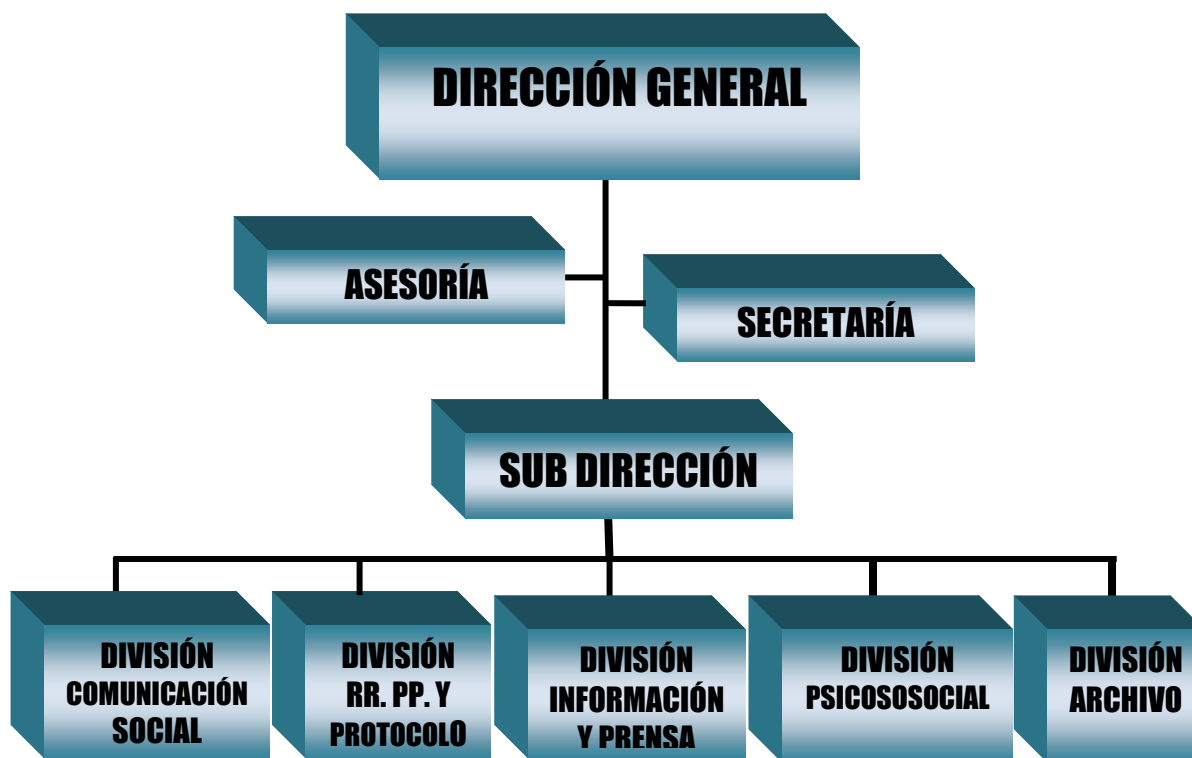 DIRECCIÓN GENERAL
ASESORÍA
SECRETARÍA
SUB DIRECCIÓN
DIVISIÓN
COMUNICACIÓN
SOCIAL
DIVISIÓN
RR. PP. Y
PROTOCOLO
DIVISIÓN
INFORMACIÓN
Y PRENSA
DIVISIÓN
PSICOSOSOCIAL
DIVISIÓN
ARCHIVO